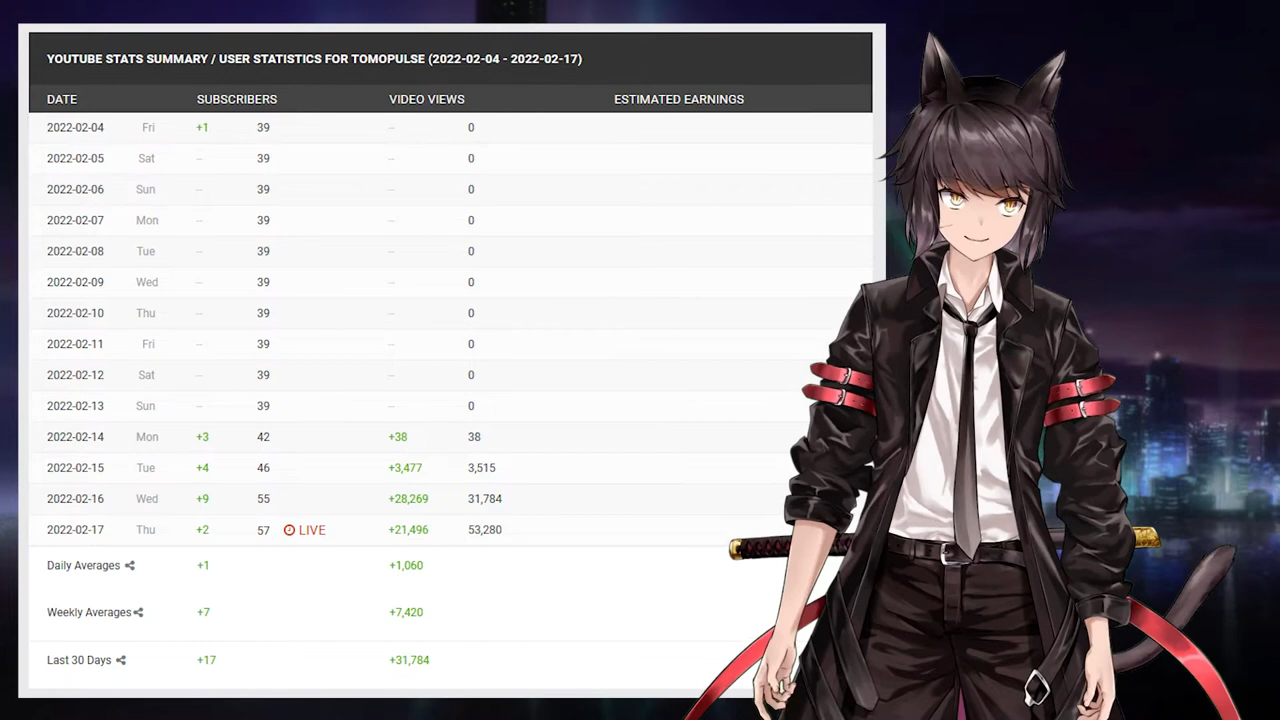 YOUTUBE STATS SUMMARY / USER STATISTICS FOR TOMOPULSE (2022-02-04 - 2022-02-17)
DATE SUBSCRIBERS VIDEO VIEWS ESTIMATED EARNINGS
2022-02-04 Fri +1 39 -- 0
2022-02-05 Sat -- 39 -- 0
2022-02-06 Sun -- 39 -- 0
2022-02-07 Mon -- 39 -- 0
2022-02-08 Tue -- 39 -- 0
2022-02-09 Wed -- 39 -- 0
2022-02-10 Thu -- 39 -- 0
2022-02-11 Fri -- 39 -- 0
2022-02-12 Sat -- 39 -- 0
2022-02-13 Sun -- 39 -- 0
2022-02-14 Mon +3 42 +38 38
2022-02-15 Tue +4 46 +3,477 3,515
2022-02-16 Wed +9 55 +28,269 31,784
2022-02-17 Thu +2 57 LIVE +21,496 53,280
Daily Averages +1 +1,060
Weekly Averages +7 +7,420
Last 30 Days +17 +31,784